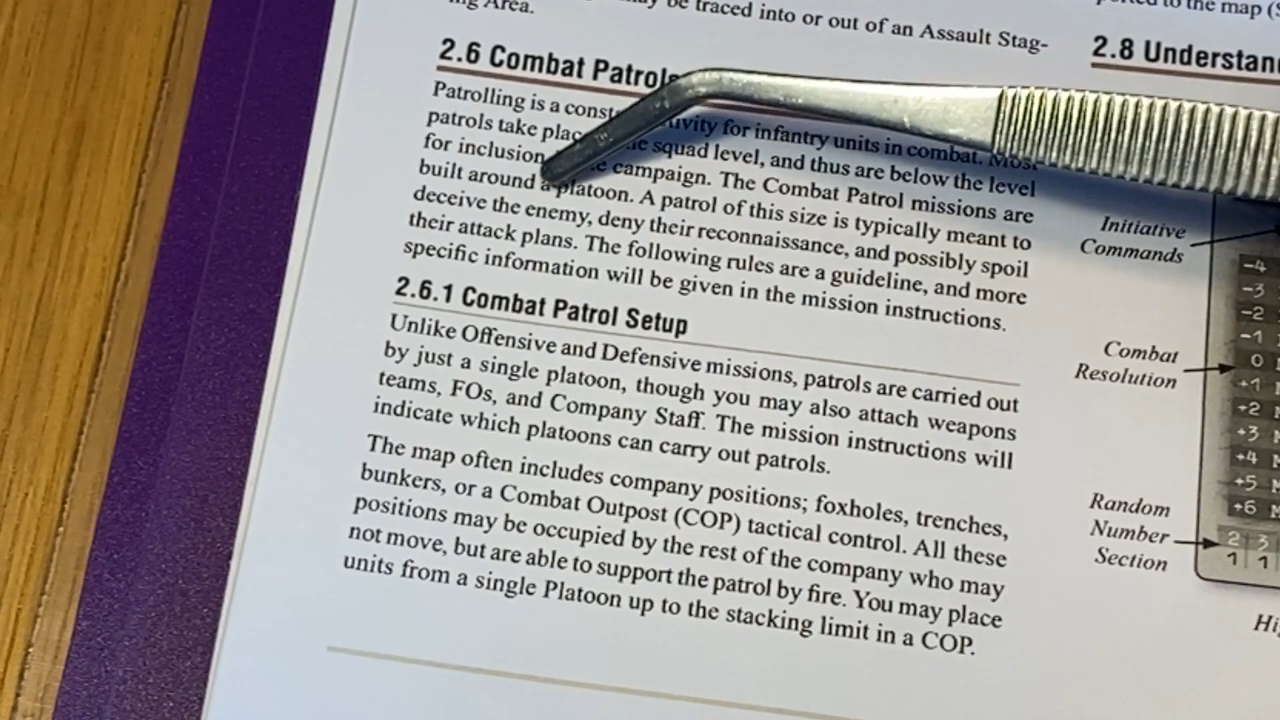 be traced into or out of an Assault Stag-
ing Area.
2.6 Combat Patrols
Patrolling is a for infantry units in combat. Most
patrols take squad level, and thus are below the level
for inclusion campaign. The Combat Patrol missions are
built around a platoon. A patrol of this size is typically meant to
deceive the enemy, deny their reconnaissance, and possibly spoil
their attack plans. The following rules are a guideline, and more
specific information will be given in the mission instructions.
2.6.1 Combat Patrol Setup
Unlike Offensive and Defensive missions, patrols are carried out
by just a single platoon, though you may also attach weapons
teams, FOs, and Company Staff. The mission instructions will
indicate which platoons can carry out patrols.
The map often includes company positions; foxholes, trenches,
bunkers, or a Combat Outpost (COP) tactical control. All these
positions may be occupied by the rest of the company who may
not move, but are able to support the patrol by fire. You may place
units from a single Platoon up to the stacking limit in a COP.
to the map
2.8
Initiative
Commands
-4
-3
-2
-1
0
+1
+2
+3
+4
+5
+6
Combat
Resolution
Random
Number
Section
2 3
1 1